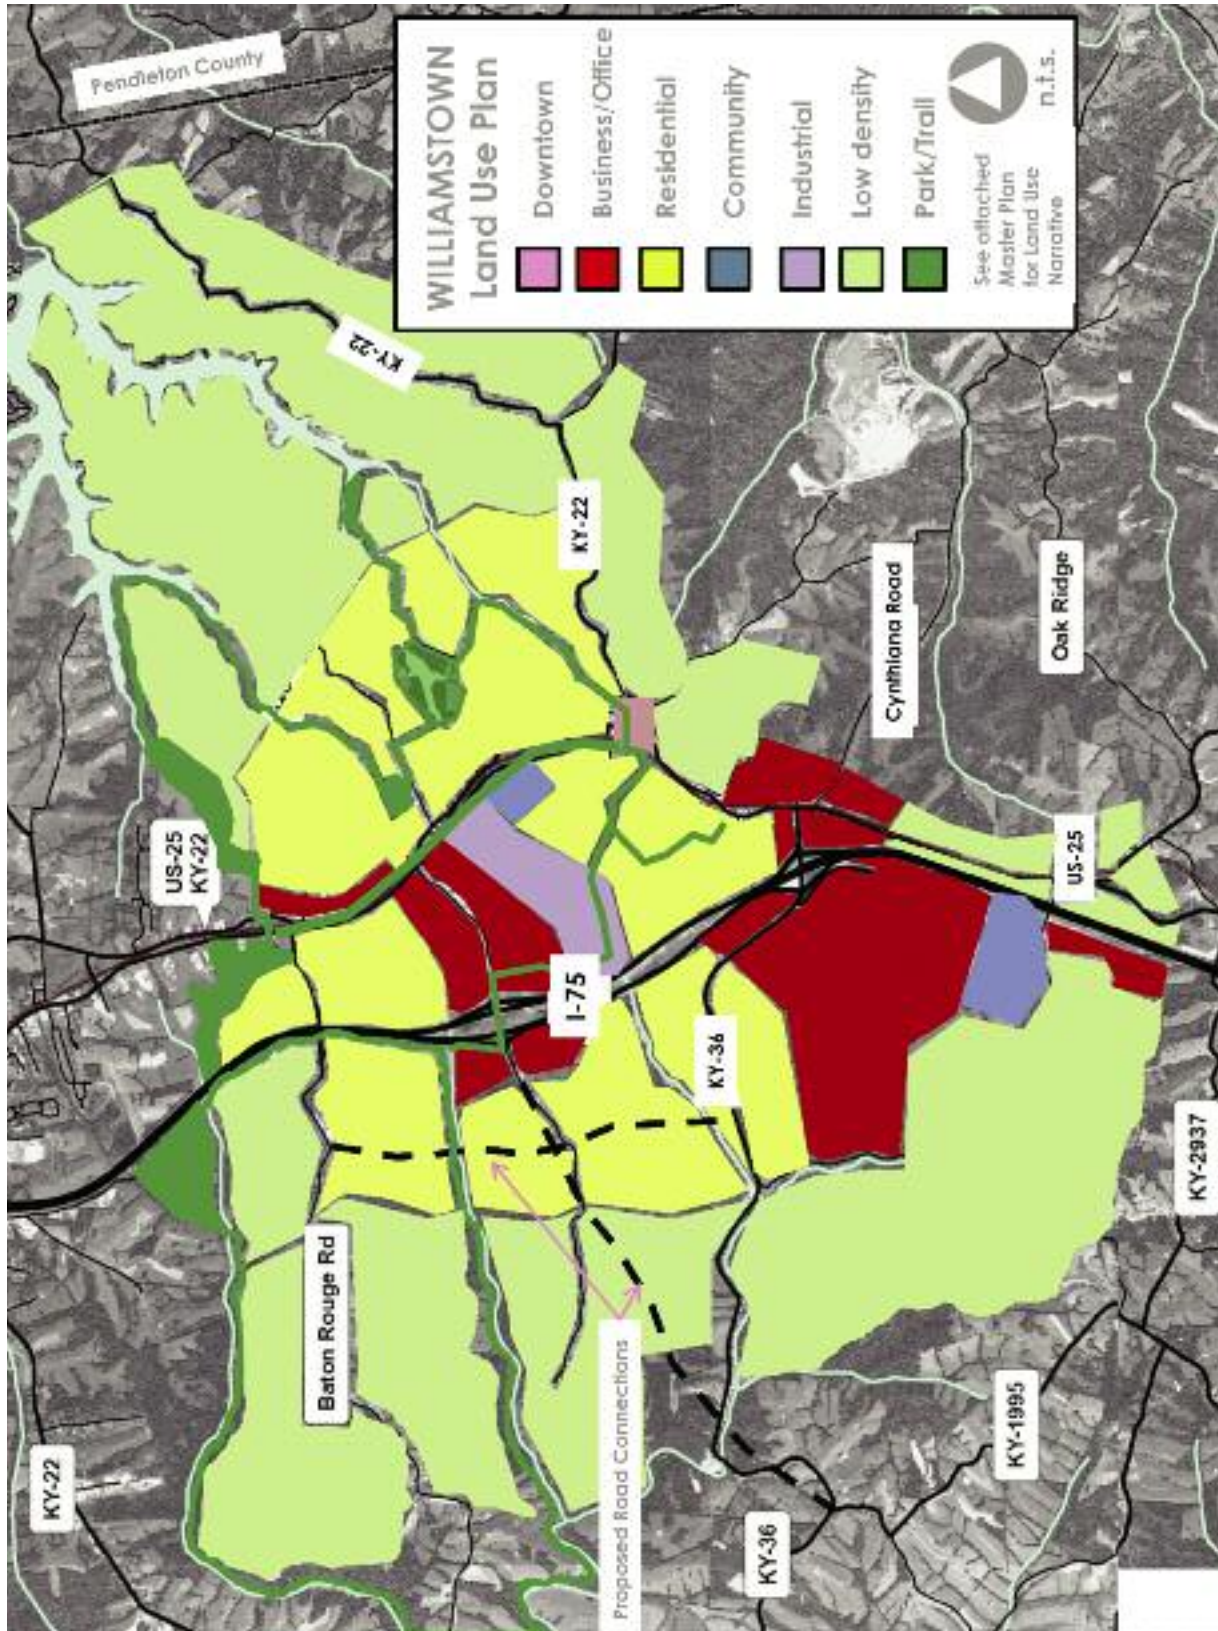 WILLIAMSTOWN
Land Use Plan
Downtown
Business/Office
Residential
Community
Industrial
Low density
Park/Trail
See attached
Master Plan
for Land Use
Narrative
n.t.s.
Pendleton County
KY-22
KY-22
Cynthiana Road
Oak Ridge
US-25
KY-22
US-25
I-75
KY-36
KY-2937
Baton Rouge Rd
Proposed Road Connections
KY-22
KY-1995
KY-36